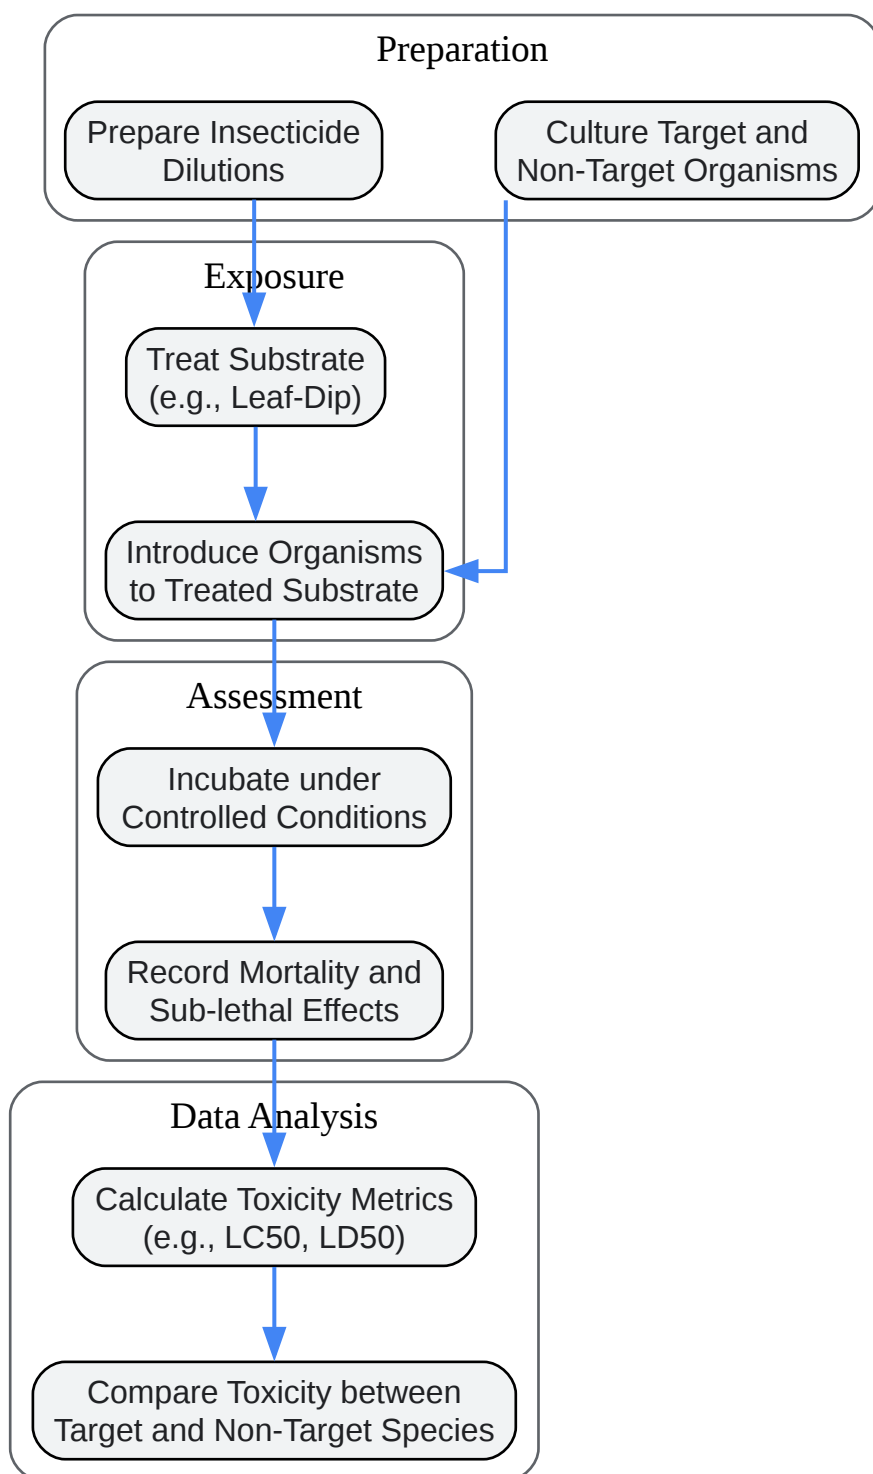 Preparation
Prepare Insecticide
Dilutions
Culture Target and
Non-Target Organisms
Exposure
Treat Substrate
(e.g., Leaf-Dip)
Introduce Organisms
to Treated Substrate
Assessment
Incubate under
Controlled Conditions
Record Mortality and
Sub-lethal Effects
Data Analysis
Calculate Toxicity Metrics
(e.g., LC50, LD50)
Compare Toxicity between
Target and Non-Target Species